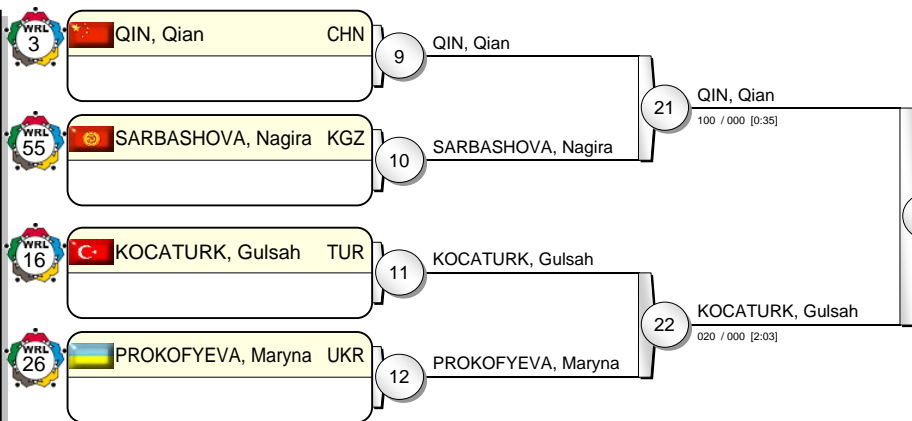 WRL
3
QIN, Qian CHN
9
QIN, Qian
21
QIN, Qian
100 / 000 [0:35]
WRL
55
SARBASHOVA, Nagira KGZ
10
SARBASHOVA, Nagira
WRL
16
KOCATURK, Gulsah TUR
11
KOCATURK, Gulsah
22
KOCATURK, Gulsah
020 / 000 [2:03]
WRL
26
PROKOFYEVA, Maryna UKR
12
PROKOFYEVA, Maryna